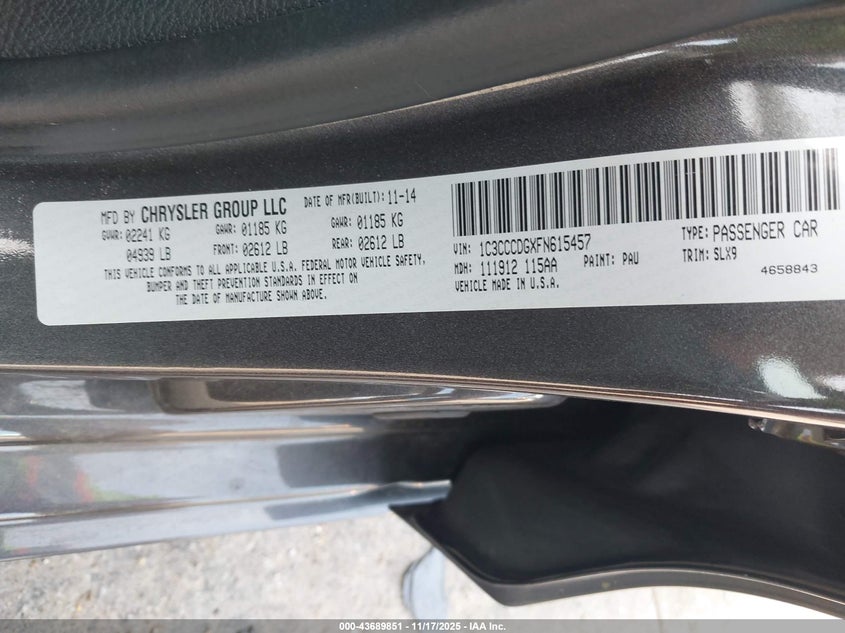 MFD BY CHRYSLER GROUP LLC DATE OF MFR(BUILT): 11-14
GVWR: 02241 KG GAWR: 01185 KG GAWR: 01185 KG
04939 LB FRONT: 02612 LB REAR: 02612 LB
THIS VEHICLE CONFORMS TO ALL APPLICABLE U.S.A. FEDERAL MOTOR VEHICLE SAFETY,
BUMPER AND THEFT PREVENTION STANDARDS IN EFFECT ON
THE DATE OF MANUFACTURE SHOWN ABOVE.
VIN: 1C3CCCDGXFN615457 TYPE: PASSENGER CAR
MDH: 111912 115AA PAINT: PAU TRIM: SLX9
VEHICLE MADE IN U.S.A. 4658843
000-43689851 - 11/17/2025 - IAA Inc.